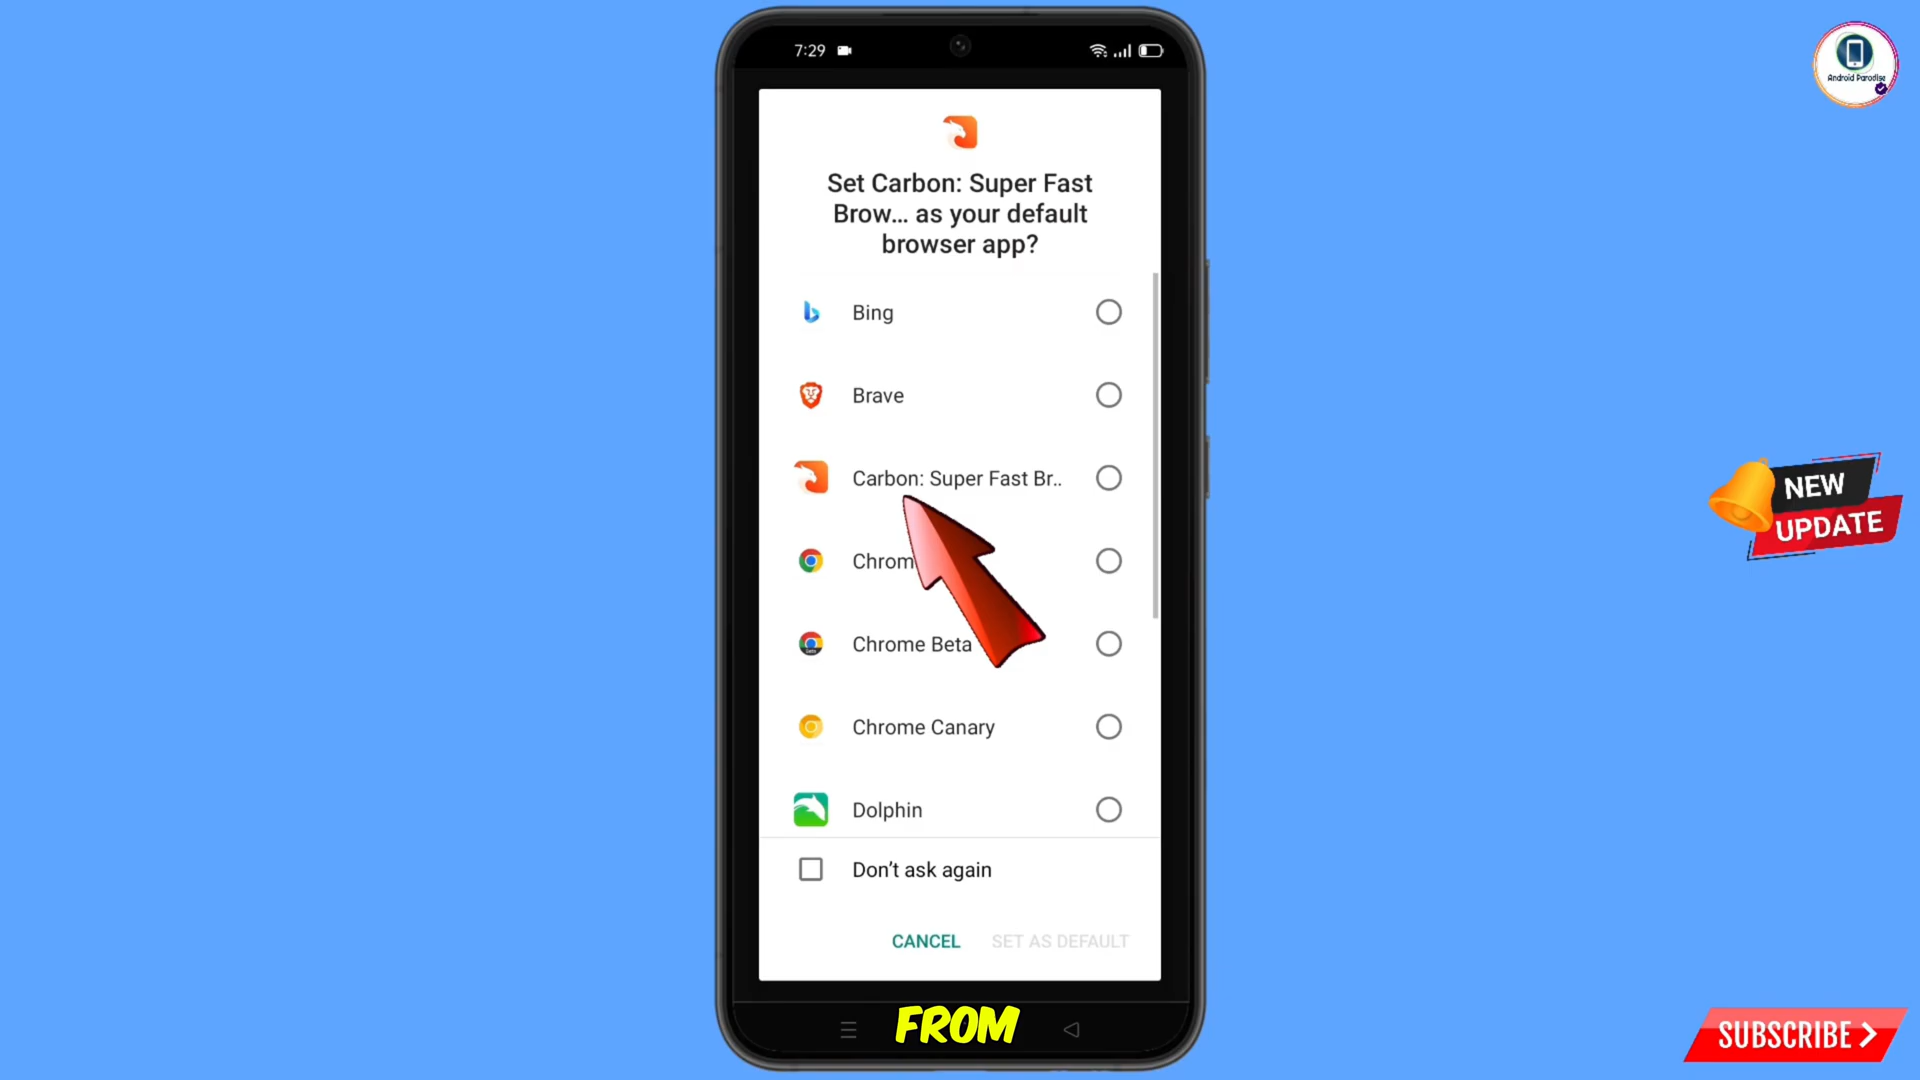 7:29
Android Paradise
Set Carbon: Super Fast
Brow... as your default
browser app?
Bing
Brave
Carbon: Super Fast Br..
Chrom
Chrome Beta
Chrome Canary
Dolphin
Don't ask again
CANCEL SET AS DEFAULT
FROM
NEW
UPDATE
SUBSCRIBE